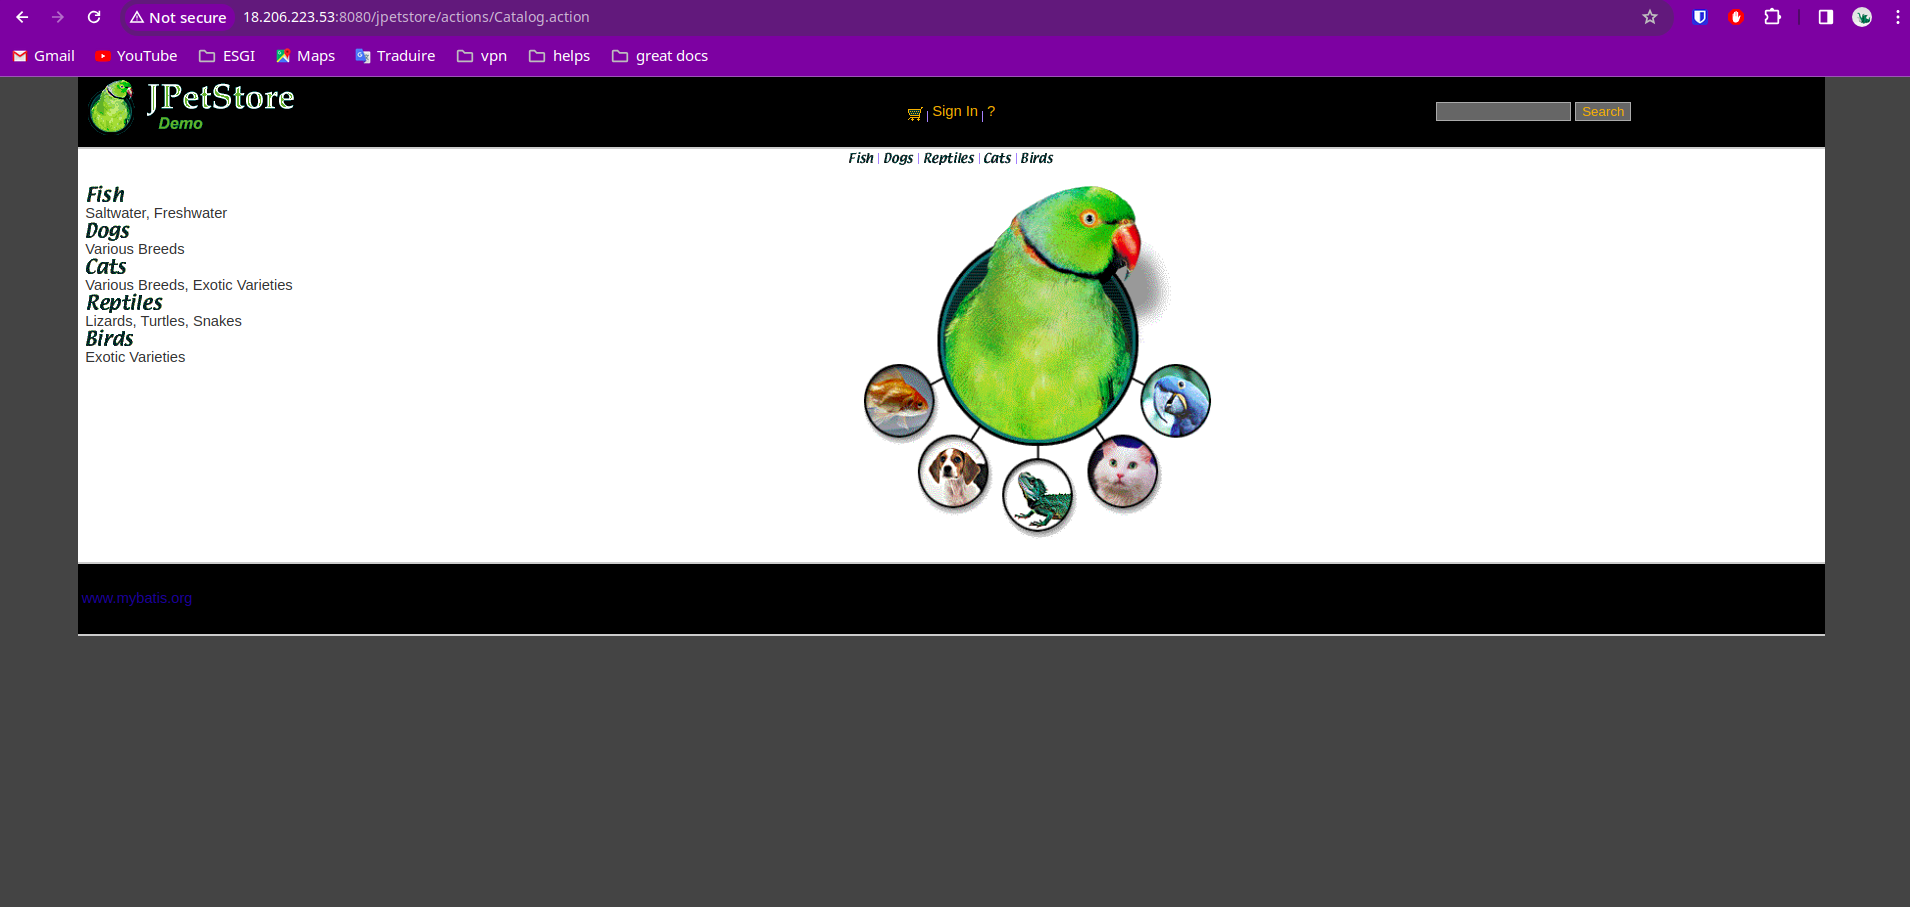 Not secure 18.206.223.53:8080/jpetstore/actions/Catalog.action
Gmail YouTube ESGI Maps Traduire vpn helps great docs
JPetStore
Demo
Sign In | ?
Search
Fish | Dogs | Reptiles | Cats | Birds
Fish
Saltwater, Freshwater
Dogs
Various Breeds
Cats
Various Breeds, Exotic Varieties
Reptiles
Lizards, Turtles, Snakes
Birds
Exotic Varieties
www.mybatis.org